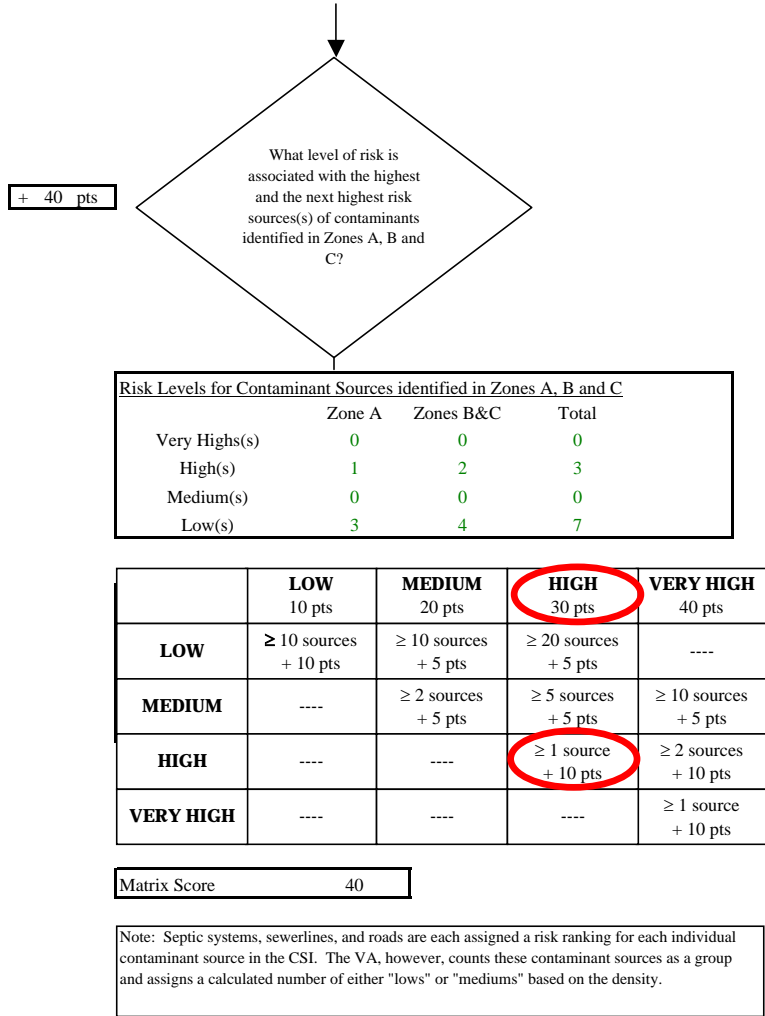 What level of risk is
associated with the highest
and the next highest risk
sources(s) of contaminants
identified in Zones A, B and
C?
+ 40 pts
Risk Levels for Contaminant Sources identified in Zones A, B and C
Zone A Zones B&C Total
Very Highs(s) 0 0 0
High(s) 1 2 3
Medium(s) 0 0 0
Low(s) 3 4 7
LOW MEDIUM HIGH VERY HIGH
10 pts 20 pts 30 pts 40 pts
LOW ≥ 10 sources ≥ 10 sources ≥ 20 sources ----
+ 10 pts + 5 pts + 5 pts
MEDIUM ---- ≥ 2 sources ≥ 5 sources ≥ 10 sources
+ 5 pts + 5 pts + 5 pts
HIGH ---- ---- ≥ 1 source ≥ 2 sources
+ 10 pts + 10 pts
VERY HIGH ---- ---- ---- ≥ 1 source
+ 10 pts
Matrix Score 40
Note: Septic systems, sewerlines, and roads are each assigned a risk ranking for each individual
contaminant source in the CSI. The VA, however, counts these contaminant sources as a group
and assigns a calculated number of either "lows" or "mediums" based on the density.